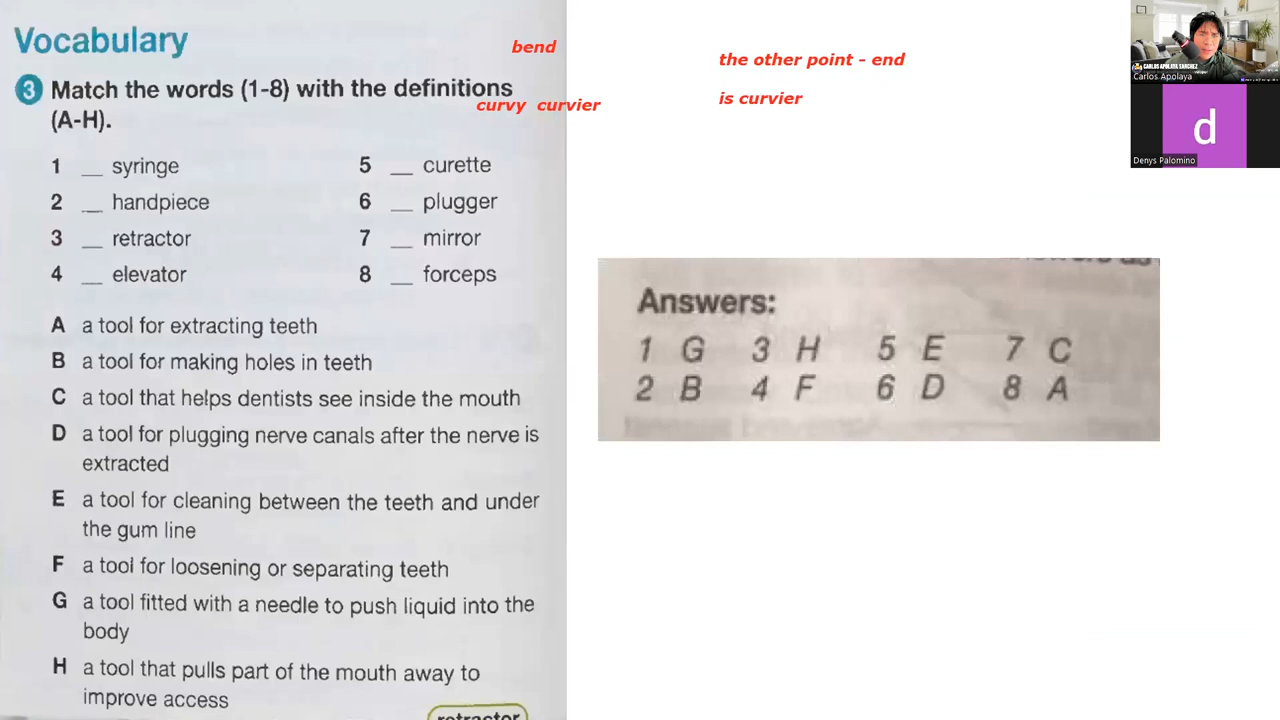 Vocabulary
bend
the other point - end
3 Match the words (1-8) with the definitions
(A-H).
curvy curvier
is curvier
1 __ syringe
2 __ handpiece
3 __ retractor
4 __ elevator
5 __ curette
6 __ plugger
7 __ mirror
8 __ forceps
A a tool for extracting teeth
B a tool for making holes in teeth
C a tool that helps dentists see inside the mouth
D a tool for plugging nerve canals after the nerve is
extracted
E a tool for cleaning between the teeth and under
the gum line
F a tool for loosening or separating teeth
G a tool fitted with a needle to push liquid into the
body
H a tool that pulls part of the mouth away to
improve access
retractor
Answers:
1 G 3 H 5 E 7 C
2 B 4 F 6 D 8 A
CARLOS APOLAYA SANCHEZ
Carlos Apolaya
d
Denys Palomino